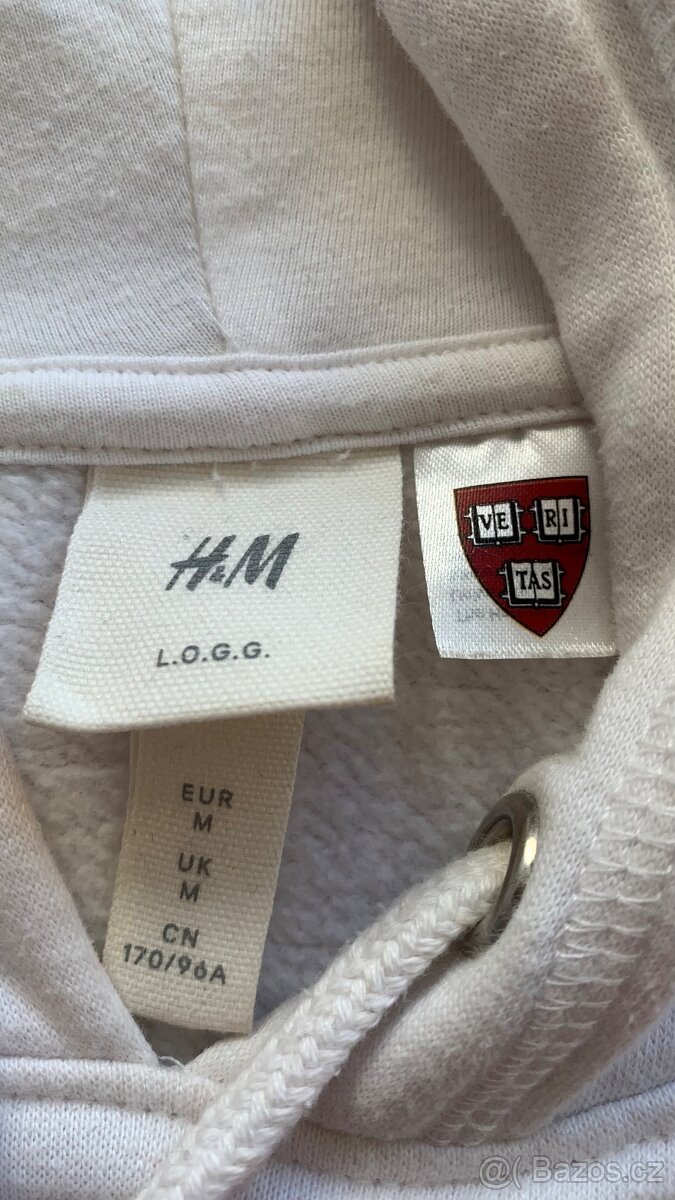 H&M
L.O.G.G.
VE RI
TAS
EUR
M
UK
M
CN
170/96A
@( Bazos.cz